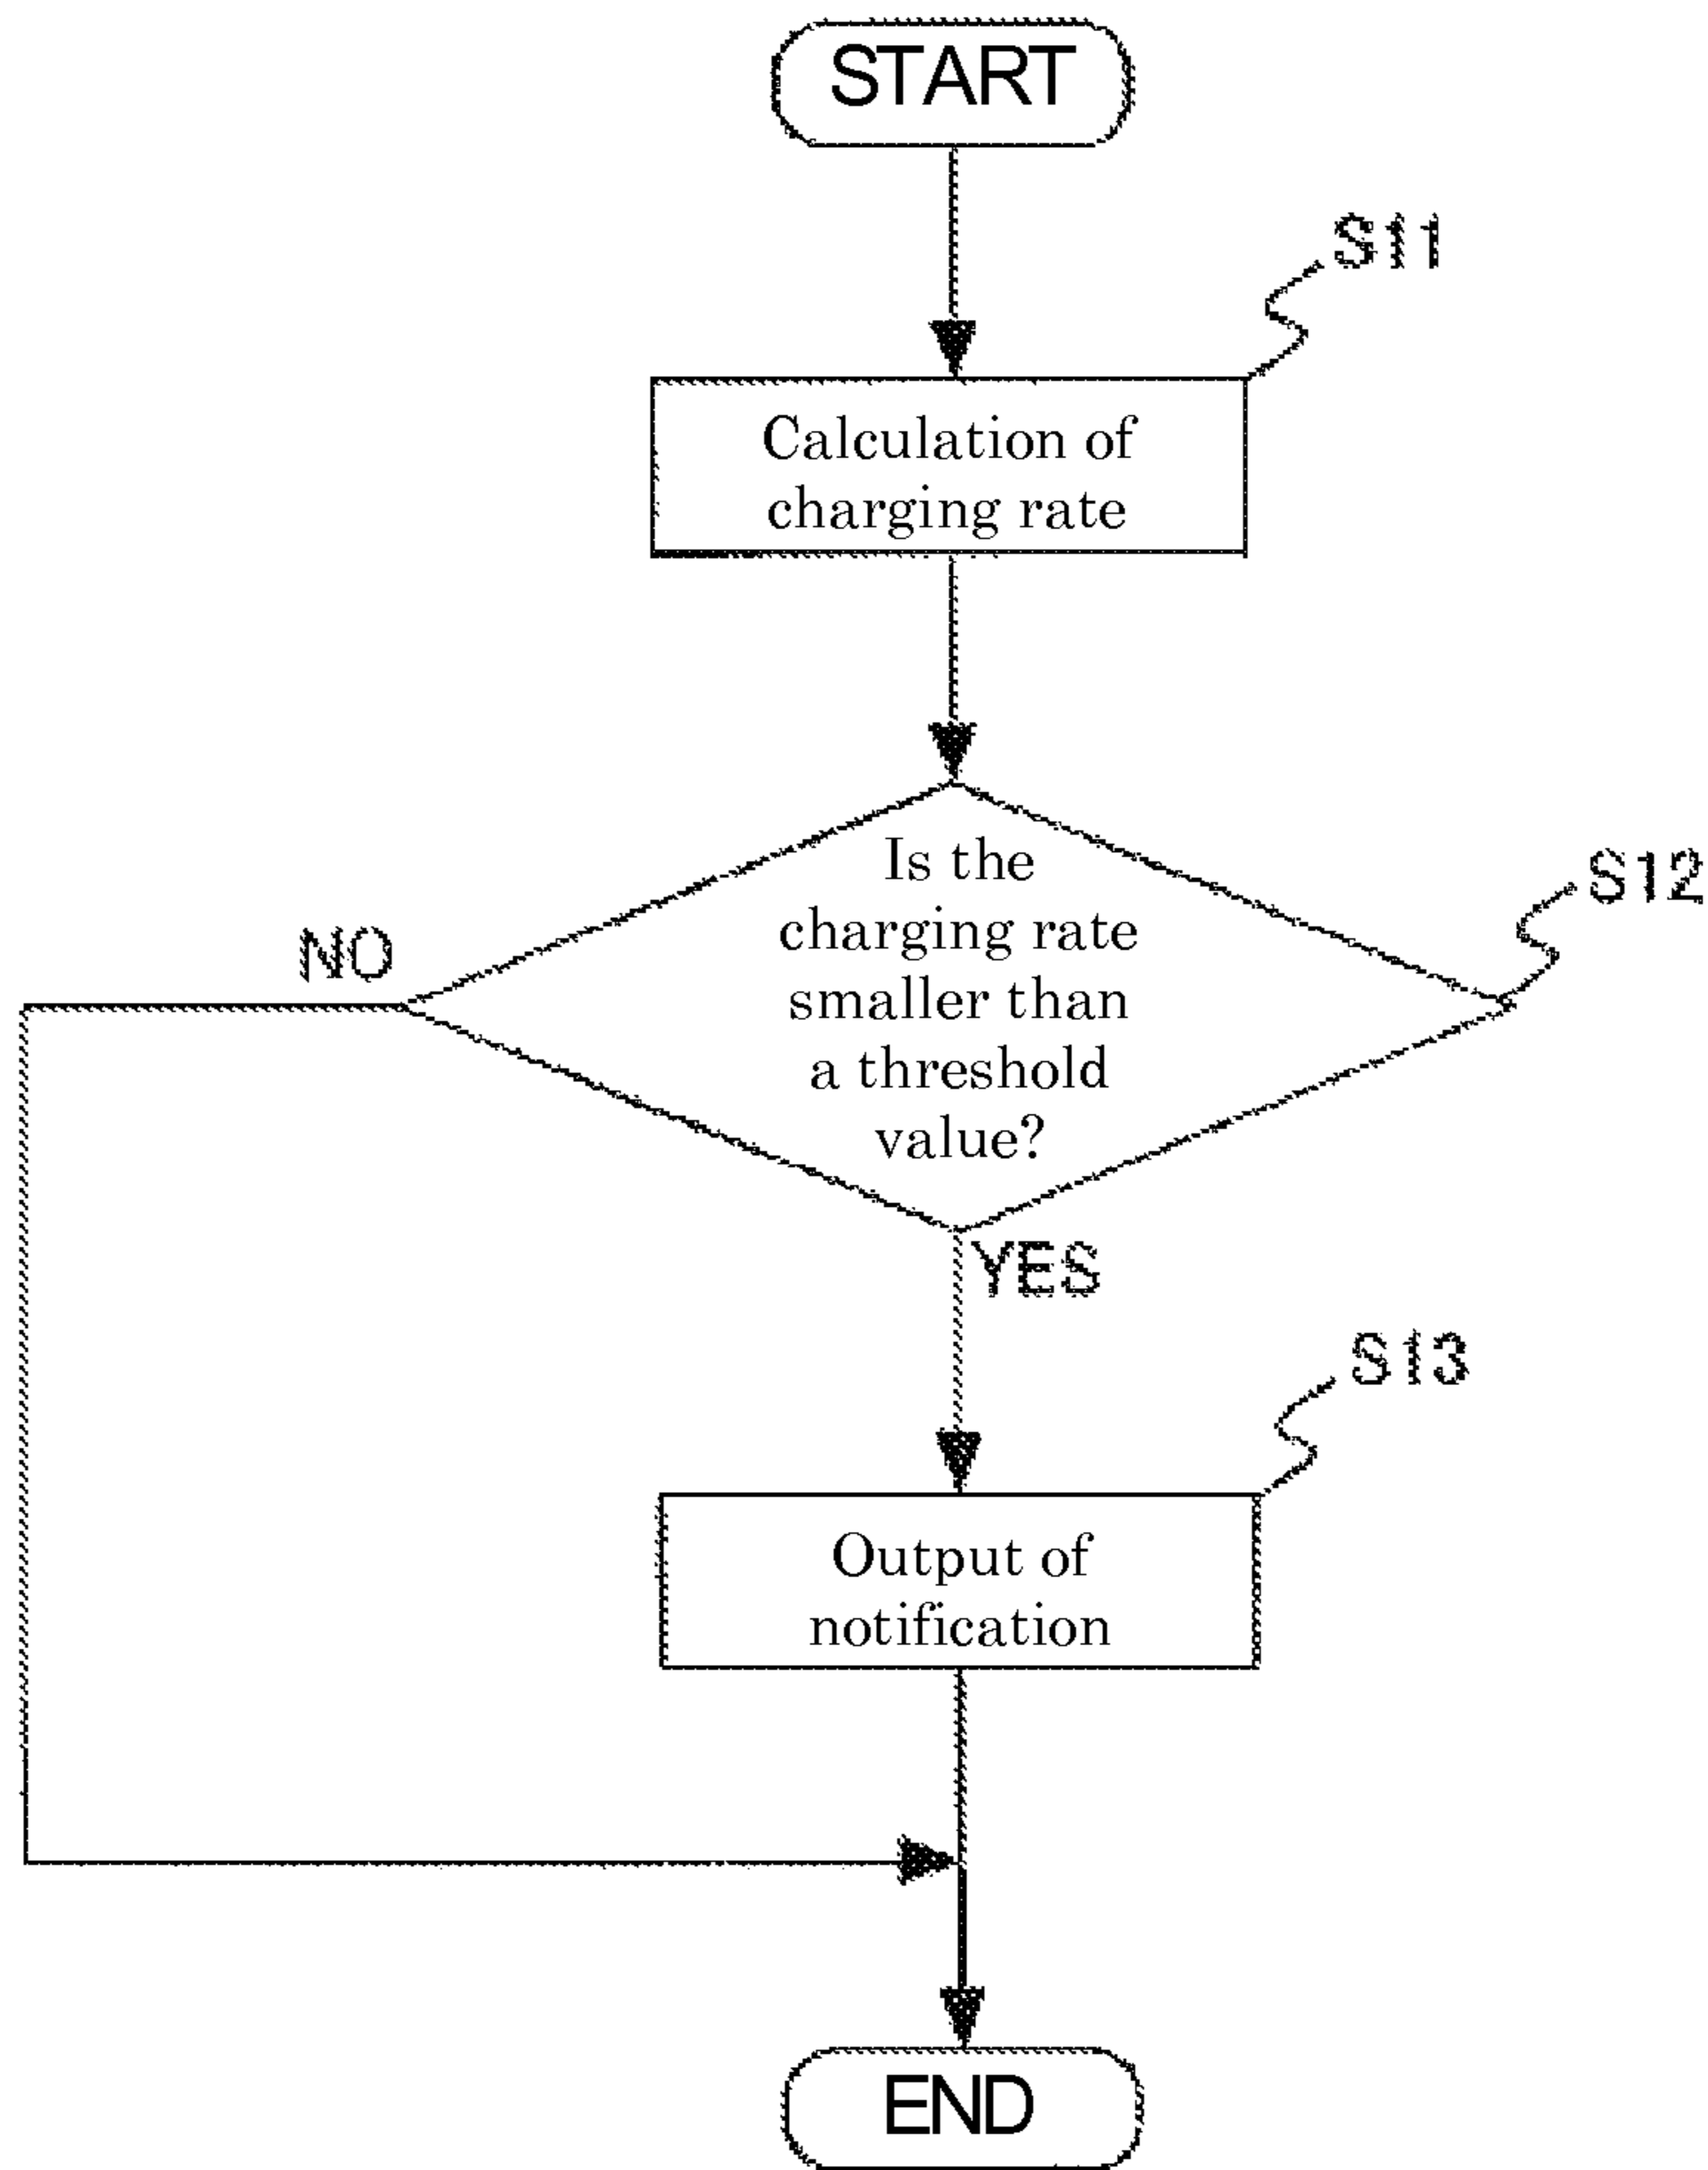 START
S11
Calculation of
charging rate
Is the
charging rate
smaller than
a threshold
value?
S12
NO
YES
S13
Output of
notification
END